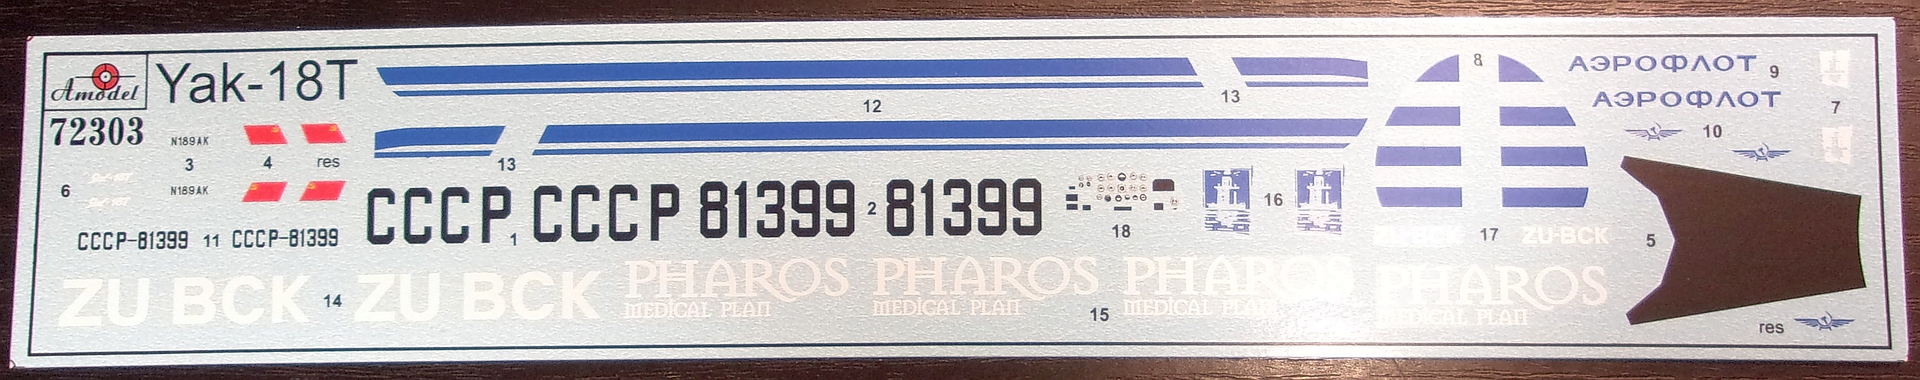 Amodel
Yak-18T
72303
N189AK
3
4
res
6
N189AK
CCCP-81399
11
CCCP-81399
12
13
13
CCCP
1
CCCP
81399
2
81399
18
16
8
АЭРОФЛОТ
9
АЭРОФЛОТ
7
10
17
ZU-BCK
5
ZU BCK
14
ZU BCK
PHAROS
MEDICAL PLAN
PHAROS
MEDICAL PLAN
15
PHAROS
MEDICAL PLAN
PHAROS
MEDICAL PLAN
res